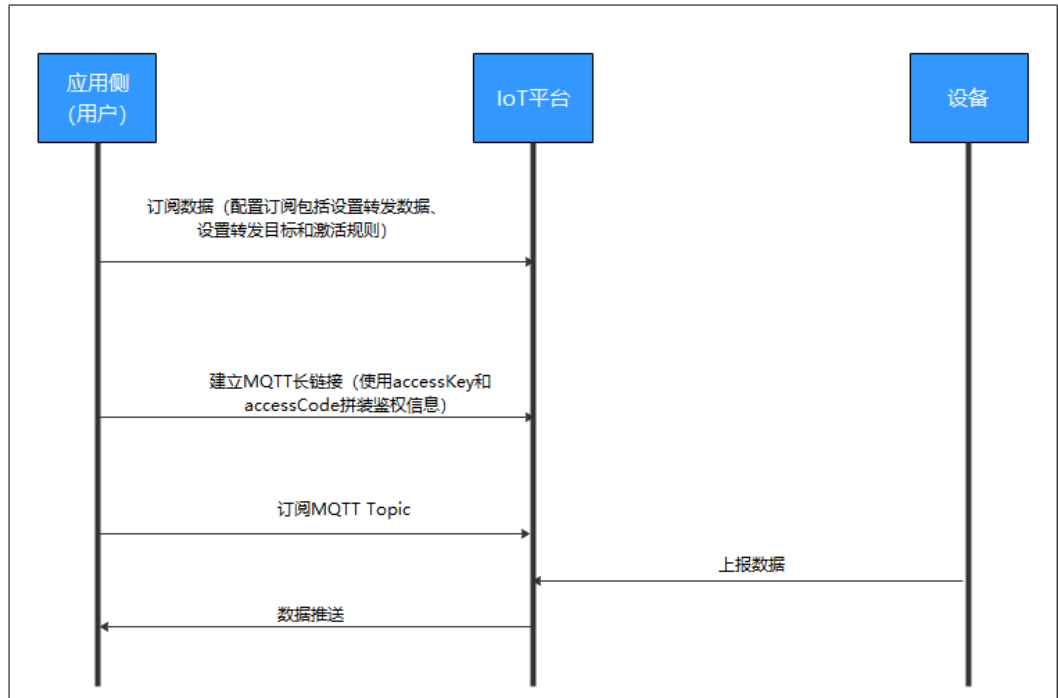 应用侧
(用户)
IoT平台
设备
订阅数据（配置订阅包括设置转发数据、
设置转发目标和激活规则）
建立MQTT长链接（使用accessKey和
accessCode拼装鉴权信息）
订阅MQTT Topic
上报数据
数据推送